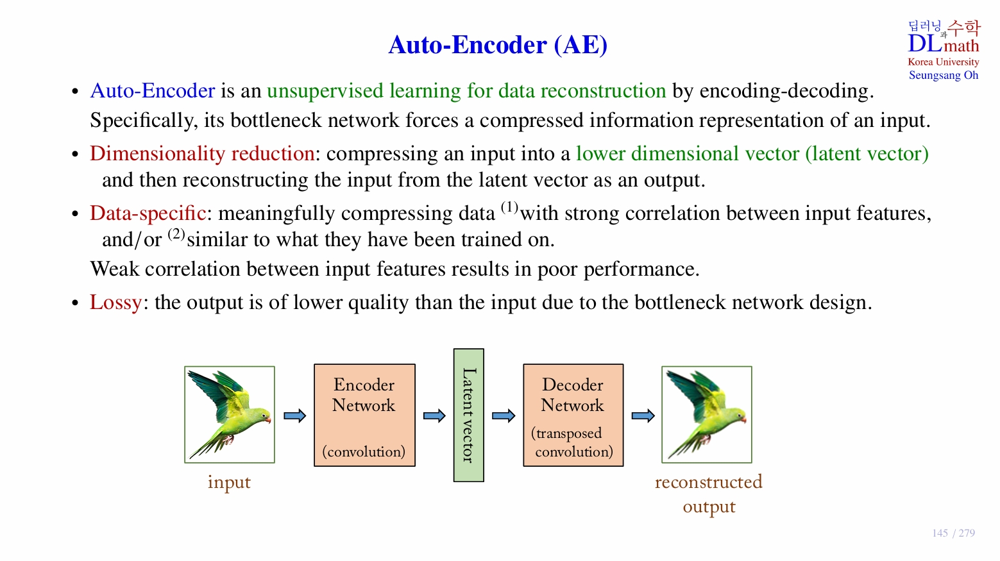 Auto-Encoder (AE)
딥러닝과 수학
DL math
Korea University
Seungsang Oh
• Auto-Encoder is an unsupervised learning for data reconstruction by encoding-decoding.
Specifically, its bottleneck network forces a compressed information representation of an input.
• Dimensionality reduction: compressing an input into a lower dimensional vector (latent vector)
and then reconstructing the input from the latent vector as an output.
• Data-specific: meaningfully compressing data (1)with strong correlation between input features,
and/or (2)similar to what they have been trained on.
Weak correlation between input features results in poor performance.
• Lossy: the output is of lower quality than the input due to the bottleneck network design.
Encoder
Network
(convolution)
Latent vector
Decoder
Network
(transposed
convolution)
input
reconstructed
output
145 / 279